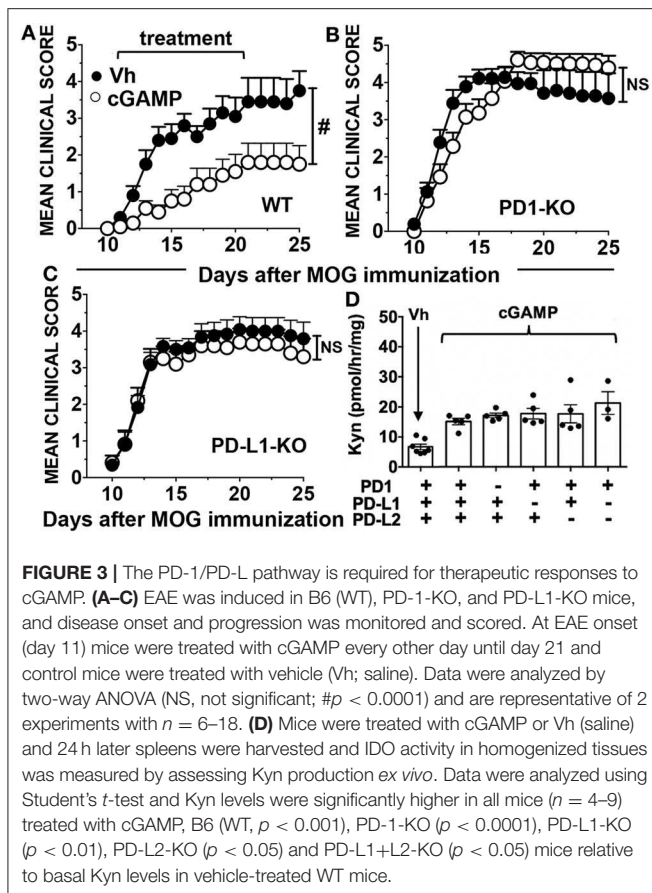 A
treatment
Vh
cGAMP
MEAN CLINICAL SCORE
5
4
3
2
1
0
10 15 20 25
#
WT
B
MEAN CLINICAL SCORE
5
4
3
2
1
0
10 15 20 25
NS
PD1-KO
Days after MOG immunization
C
MEAN CLINICAL SCORE
5
4
3
2
1
0
10 15 20 25
NS
PD-L1-KO
Days after MOG immunization
D
Vh
cGAMP
Kyn (pmol/hr/mg)
50
40
30
20
10
0
PD1 + + - + + +
PD-L1 + + + - + -
PD-L2 + + + + - -
FIGURE 3 | The PD-1/PD-L pathway is required for therapeutic responses to
cGAMP. (A–C) EAE was induced in B6 (WT), PD-1-KO, and PD-L1-KO mice,
and disease onset and progression was monitored and scored. At EAE onset
(day 11) mice were treated with cGAMP every other day until day 21 and
control mice were treated with vehicle (Vh; saline). Data were analyzed by
two-way ANOVA (NS, not significant; #p < 0.0001) and are representative of 2
experiments with n = 6–18. (D) Mice were treated with cGAMP or Vh (saline)
and 24 h later spleens were harvested and IDO activity in homogenized tissues
was measured by assessing Kyn production ex vivo. Data were analyzed using
Student's t-test and Kyn levels were significantly higher in all mice (n = 4–9)
treated with cGAMP, B6 (WT, p < 0.001), PD-1-KO (p < 0.0001), PD-L1-KO
(p < 0.01), PD-L2-KO (p < 0.05) and PD-L1+L2-KO (p < 0.05) mice relative
to basal Kyn levels in vehicle-treated WT mice.